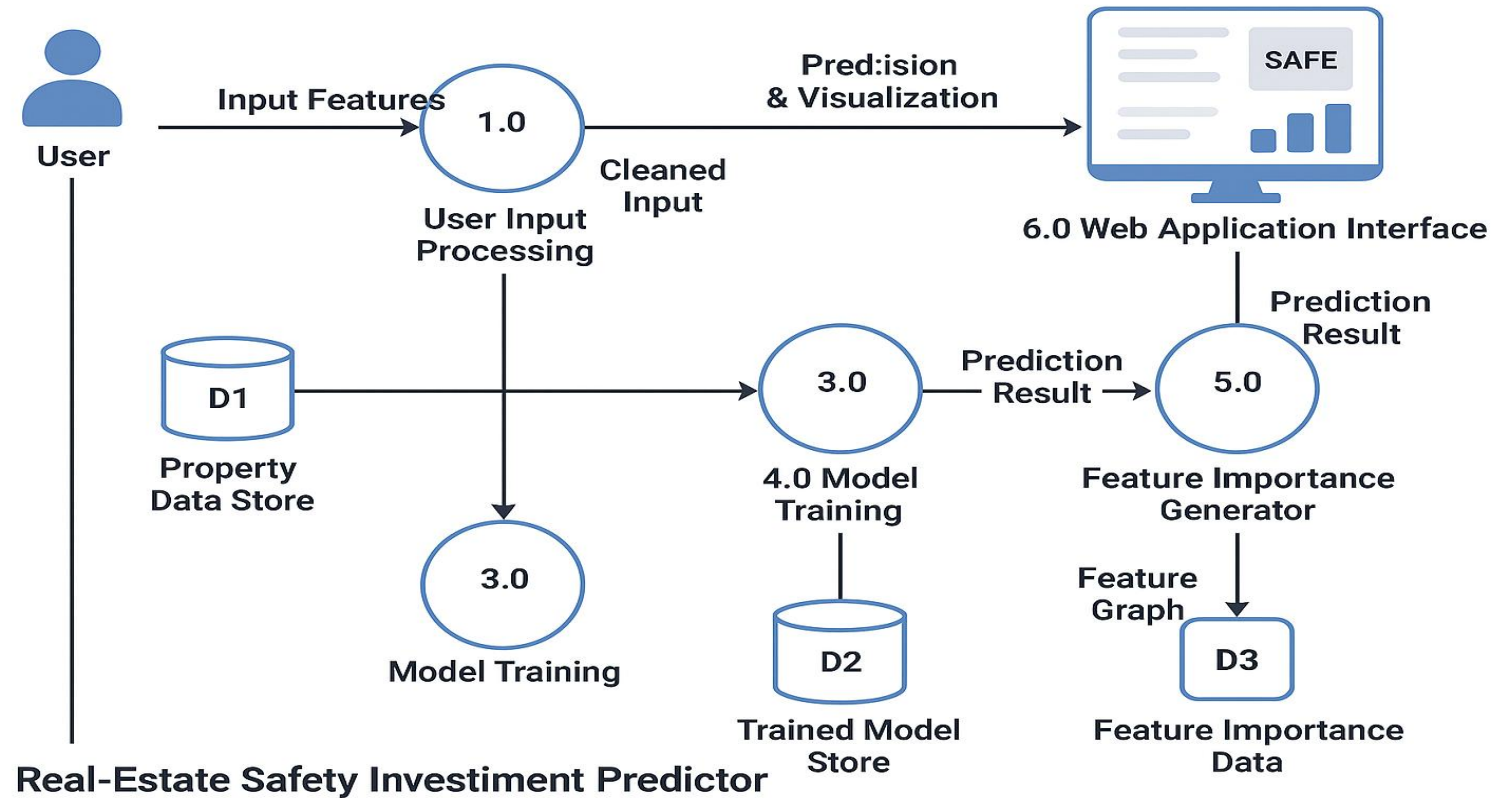 Input Features
1.0
Pred:ision
& Visualization
SAFE
User
Cleaned
Input
User Input
Processing
6.0 Web Application Interface
Prediction
Result
D1
3.0
Prediction
Result
5.0
Property
Data Store
4.0 Model
Training
Feature Importance
Generator
3.0
Feature
Graph
Model Training
D2
D3
Trained Model
Store
Feature Importance
Data
Real-Estate Safety Investiment Predictor